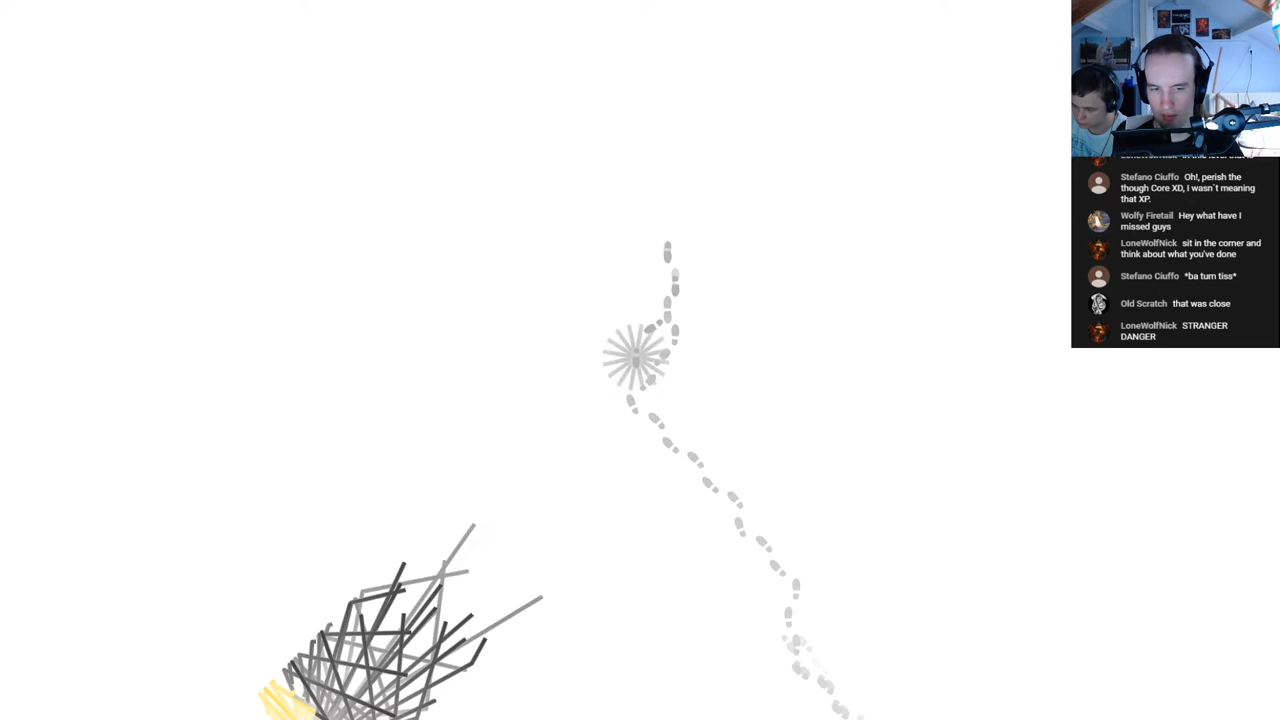 Stefano Ciuffo Oh!, perish the
though Core XD, I wasn`t meaning
that XP.
Wolfy Firetail Hey what have I
missed guys
LoneWolfNick sit in the corner and
think about what you've done
Stefano Ciuffo *ba turn tiss*
Old Scratch that was close
LoneWolfNick STRANGER
DANGER